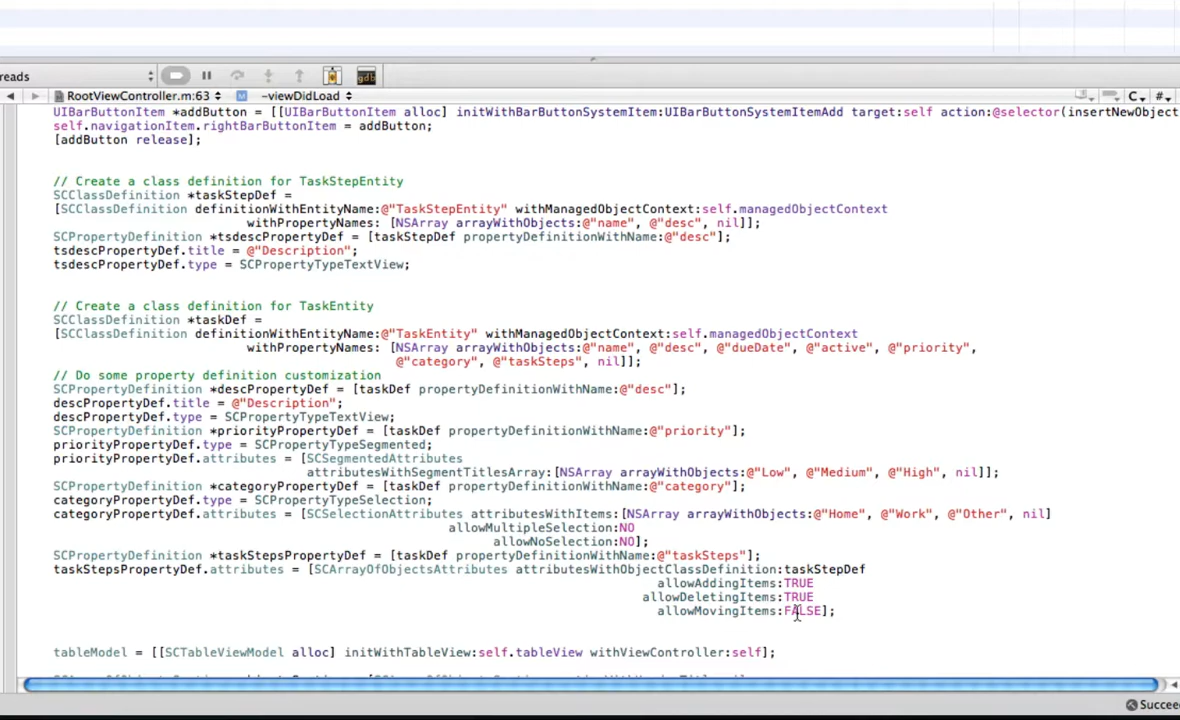 reads
gdb
RootViewController.m:63 M -viewDidLoad C #
UIBarButtonItem *addButton = [[UIBarButtonItem alloc] initWithBarButtonSystemItem:UIBarButtonSystemItemAdd target:self action:@selector(insertNewObject
self.navigationItem.rightBarButtonItem = addButton;
[addButton release];
// Create a class definition for TaskStepEntity
SCClassDefinition *taskStepDef =
[SCClassDefinition definitionWithEntityName:@"TaskStepEntity" withManagedObjectContext:self.managedObjectContext
withPropertyNames: [NSArray arrayWithObjects:@"name", @"desc", nil]];
SCPropertyDefinition *tsdescPropertyDef = [taskStepDef propertyDefinitionWithName:@"desc"];
tsdescPropertyDef.title = @"Description";
tsdescPropertyDef.type = SCPropertyTypeTextView;
// Create a class definition for TaskEntity
SCClassDefinition *taskDef =
[SCClassDefinition definitionWithEntityName:@"TaskEntity" withManagedObjectContext:self.managedObjectContext
withPropertyNames: [NSArray arrayWithObjects:@"name", @"desc", @"dueDate", @"active", @"priority",
@"category", @"taskSteps", nil]];
// Do some property definition customization
SCPropertyDefinition *descPropertyDef = [taskDef propertyDefinitionWithName:@"desc"];
descPropertyDef.title = @"Description";
descPropertyDef.type = SCPropertyTypeTextView;
SCPropertyDefinition *priorityPropertyDef = [taskDef propertyDefinitionWithName:@"priority"];
priorityPropertyDef.type = SCPropertyTypeSegmented;
priorityPropertyDef.attributes = [SCSegmentedAttributes
attributesWithSegmentTitlesArray:[NSArray arrayWithObjects:@"Low", @"Medium", @"High", nil]];
SCPropertyDefinition *categoryPropertyDef = [taskDef propertyDefinitionWithName:@"category"];
categoryPropertyDef.type = SCPropertyTypeSelection;
categoryPropertyDef.attributes = [SCSelectionAttributes attributesWithItems:[NSArray arrayWithObjects:@"Home", @"Work", @"Other", nil]
allowMultipleSelection:NO
allowNoSelection:NO];
SCPropertyDefinition *taskStepsPropertyDef = [taskDef propertyDefinitionWithName:@"taskSteps"];
taskStepsPropertyDef.attributes = [SCArrayOfObjectsAttributes attributesWithObjectClassDefinition:taskStepDef
allowAddingItems:TRUE
allowDeletingItems:TRUE
allowMovingItems:FALSE];
tableModel = [[SCTableViewModel alloc] initWithTableView:self.tableView withViewController:self];
Succee